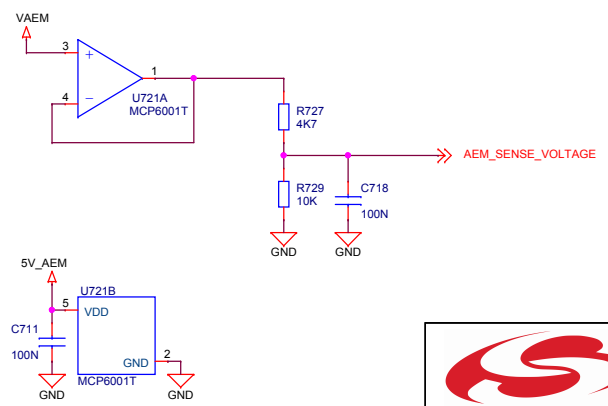 VAEM
3
+
1
4
−
U721A
MCP6001T
R727
4K7
AEM_SENSE_VOLTAGE
R729
10K
C718
100N
GND
GND
5V_AEM
U721B
5
VDD
C711
100N
GND
2
MCP6001T
GND
GND